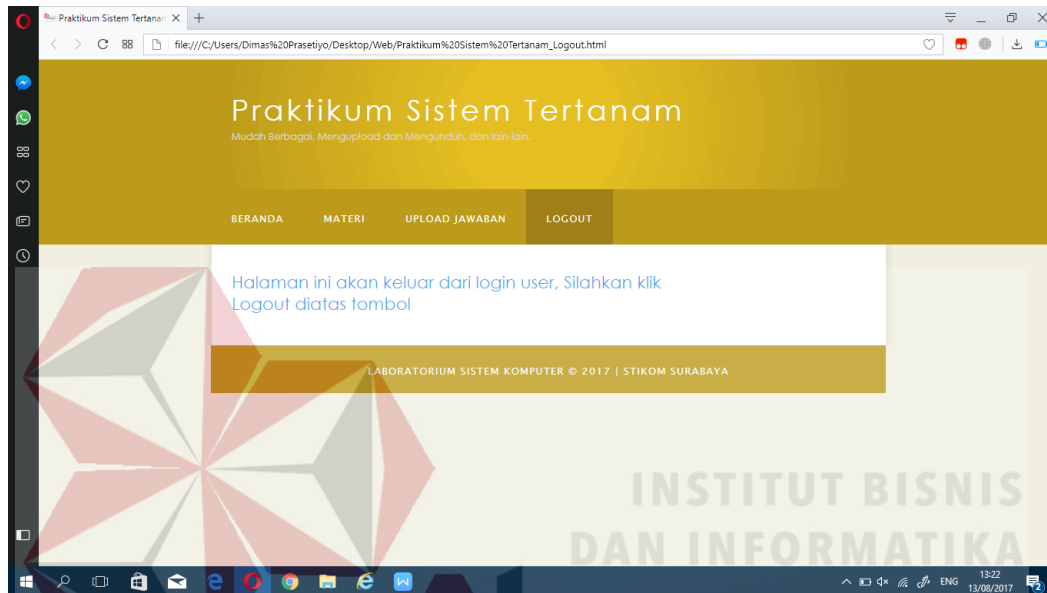 Praktikum Sistem Tertanam
file:///C:/Users/Dimas%20Prasetiyo/Desktop/Web/Praktikum%20Sistem%20Tertanam_Logout.html
Praktikum Sistem Tertanam
Mudah Berbagai, Mengupload dan Mengunduh, dan lain-lain.
BERANDA MATERI UPLOAD JAWABAN LOGOUT
Halaman ini akan keluar dari login user, Silahkan klik
Logout diatas tombol
LABORATORIUM SISTEM KOMPUTER © 2017 | STIKOM SURABAYA
INSTITUT BISNIS
DAN INFORMATIKA
ENG
13:22
13/08/2017
2